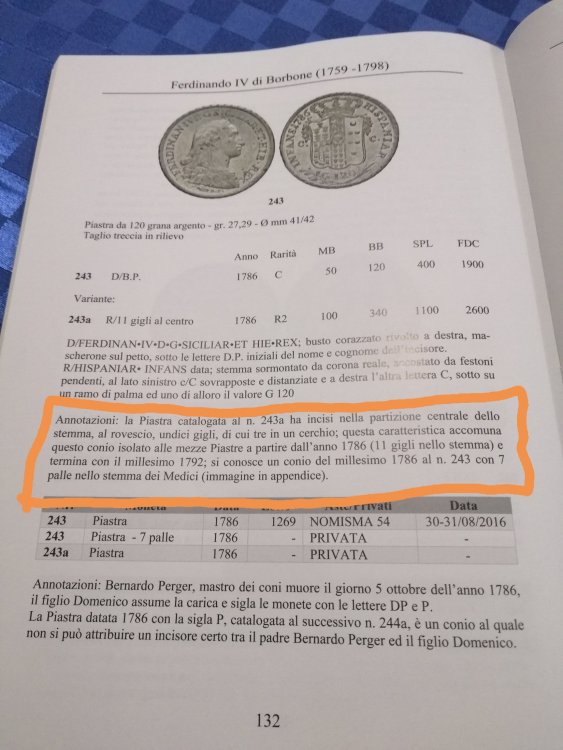 Ferdinando IV di Borbone (1759 -1798)
HISPANIAR
G 120
243
Piastra da 120 grana argento - gr. 27,29 - Ø mm 41/42
Taglio treccia in rilievo
Anno Rarità MB BB SPL FDC
243 D/B.P. 1786 C 50 120 400 1900
Variante:
243a R/11 gigli al centro 1786 R2 100 340 1100 2600
D/FERDINAN•IV•D•G•SICILIAR•ET HIE•REX; busto corazzato rivolto a destra, ma-
scherone sul petto, sotto le lettere D.P. iniziali del nome e cognome dell'incisore.
R/HISPANIAR• INFANS data; stemma sormontato da corona reale, accostato da festoni
pendenti, al lato sinistro c/C sovrapposte e distanziate e a destra l'altra lettera C, sotto su
un ramo di palma ed uno di alloro il valore G 120
Annotazioni: la Piastra catalogata al n. 243a ha incisi nella partizione centrale dello
stemma, al rovescio, undici gigli, di cui tre in un cerchio; questa caratteristica accomuna
questo conio isolato alle mezze Piastre a partire dall'anno 1786 (11 gigli nello stemma) e
termina con il millesimo 1792; si conosce un conio del millesimo 1786 al n. 243 con 7
palle nello stemma dei Medici (immagine in appendice).
Moneta Data Aste/Privati Data
243 Piastra 1786 1269 NOMISMA 54 30-31/08/2016
243 Piastra - 7 palle 1786 - PRIVATA -
243a Piastra 1786 - PRIVATA -
Annotazioni: Bernardo Perger, mastro dei coni muore il giorno 5 ottobre dell'anno 1786,
il figlio Domenico assume la carica e sigla le monete con le lettere DP e P.
La Piastra datata 1786 con la sigla P, catalogata al successivo n. 244a, è un conio al quale
non si può attribuire un incisore certo tra il padre Bernardo Perger ed il figlio Domenico.
132